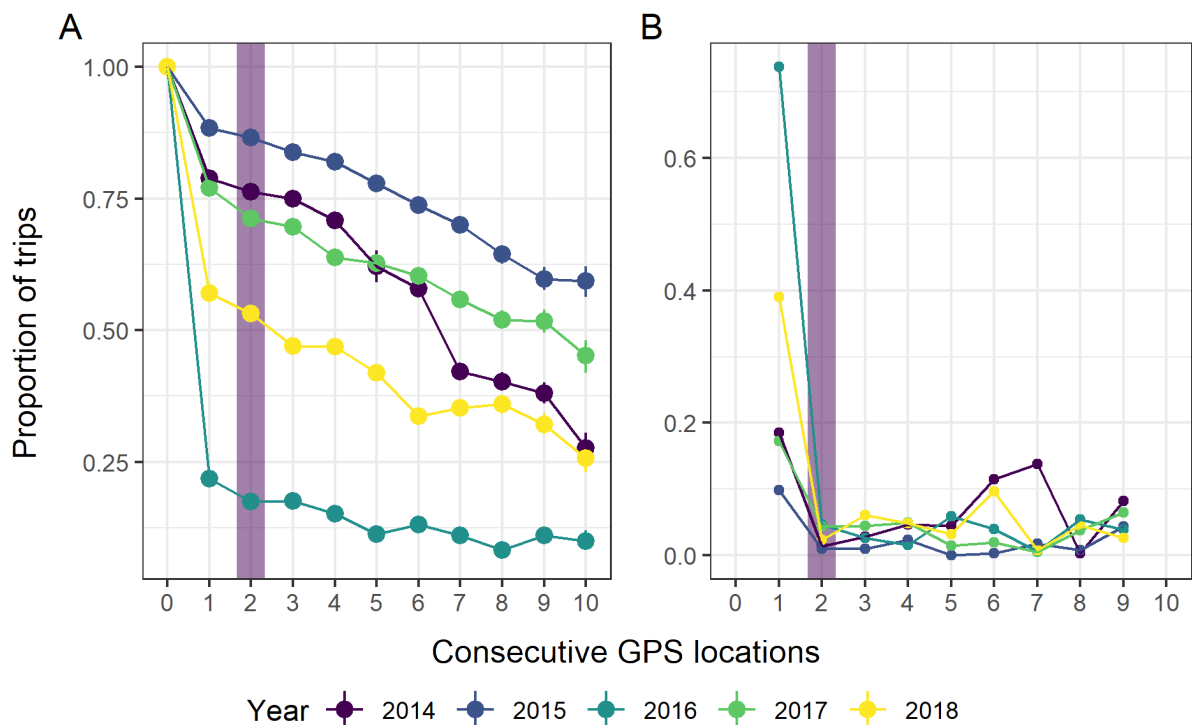 A
B
1.00
0.75
0.50
0.25
0.6
0.4
0.2
0.0
0 1 2 3 4 5 6 7 8 9 10
0 1 2 3 4 5 6 7 8 9 10
Proportion of trips
Consecutive GPS locations
Year 2014 2015 2016 2017 2018